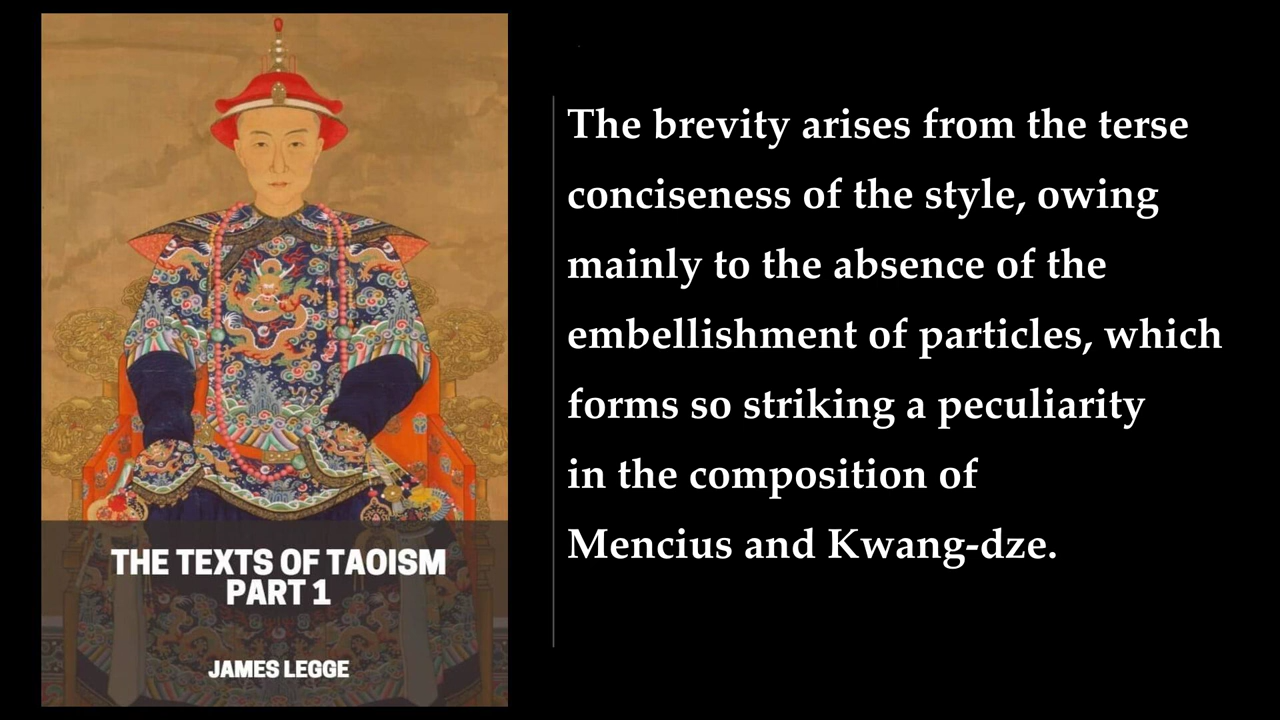 THE TEXTS OF TAOISM
PART 1
JAMES LEGGE
The brevity arises from the terse
conciseness of the style, owing
mainly to the absence of the
embellishment of particles, which
forms so striking a peculiarity
in the composition of
Mencius and Kwang-dze.